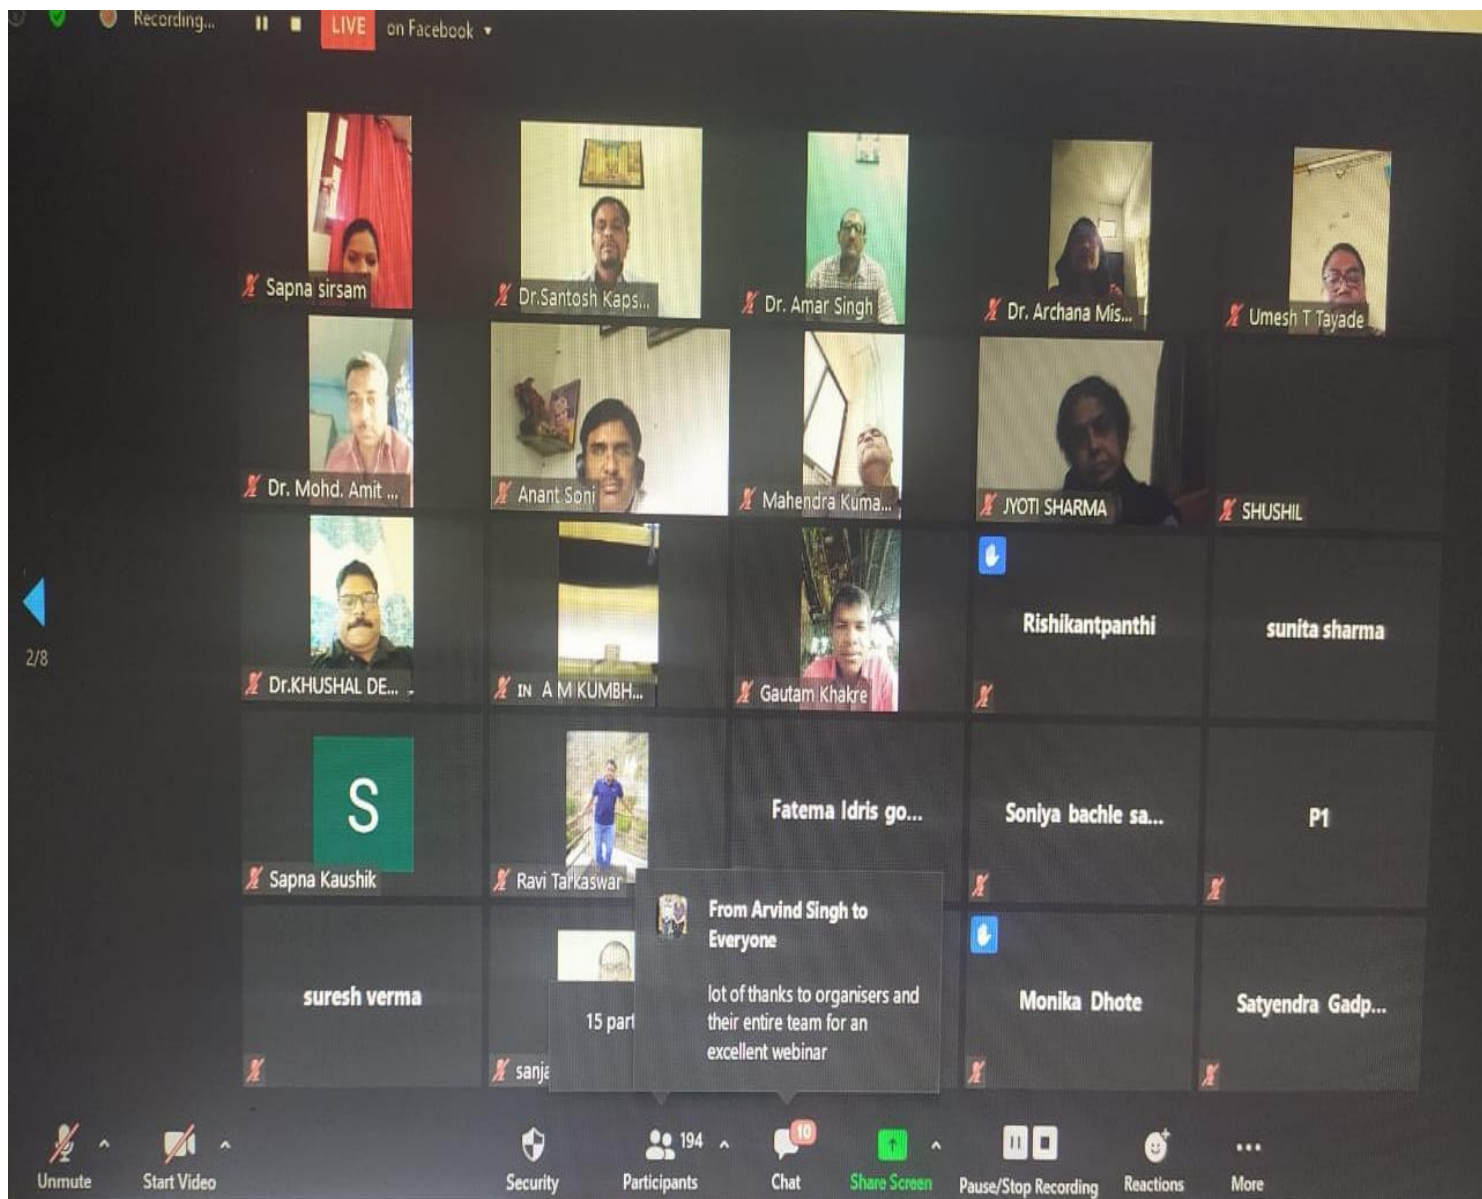 Recording...
LIVE on Facebook
Sapna sirsam
Dr.Santosh Kaps...
Dr. Amar Singh
Dr. Archana Mis...
Umesh T Tayade
Dr. Mohd. Amit ...
Anant Soni
Mahendra Kuma...
JYOTI SHARMA
SHUSHIL
2/8
Dr.KHUSHAL DE...
IN A M KUMBH...
Gautam Khakre
Rishikantpanthi
sunita sharma
S
Sapna Kaushik
Ravi Tarkaswar
Fatema Idris go...
Soniya bachle sa...
P1
suresh verma
sanja
15 part
From Arvind Singh to
Everyone
lot of thanks to organisers and
their entire team for an
excellent webinar
Monika Dhote
Satyendra Gadp...
Unmute
Start Video
Security
194
Participants
10
Chat
Share Screen
Pause/Stop Recording
Reactions
More